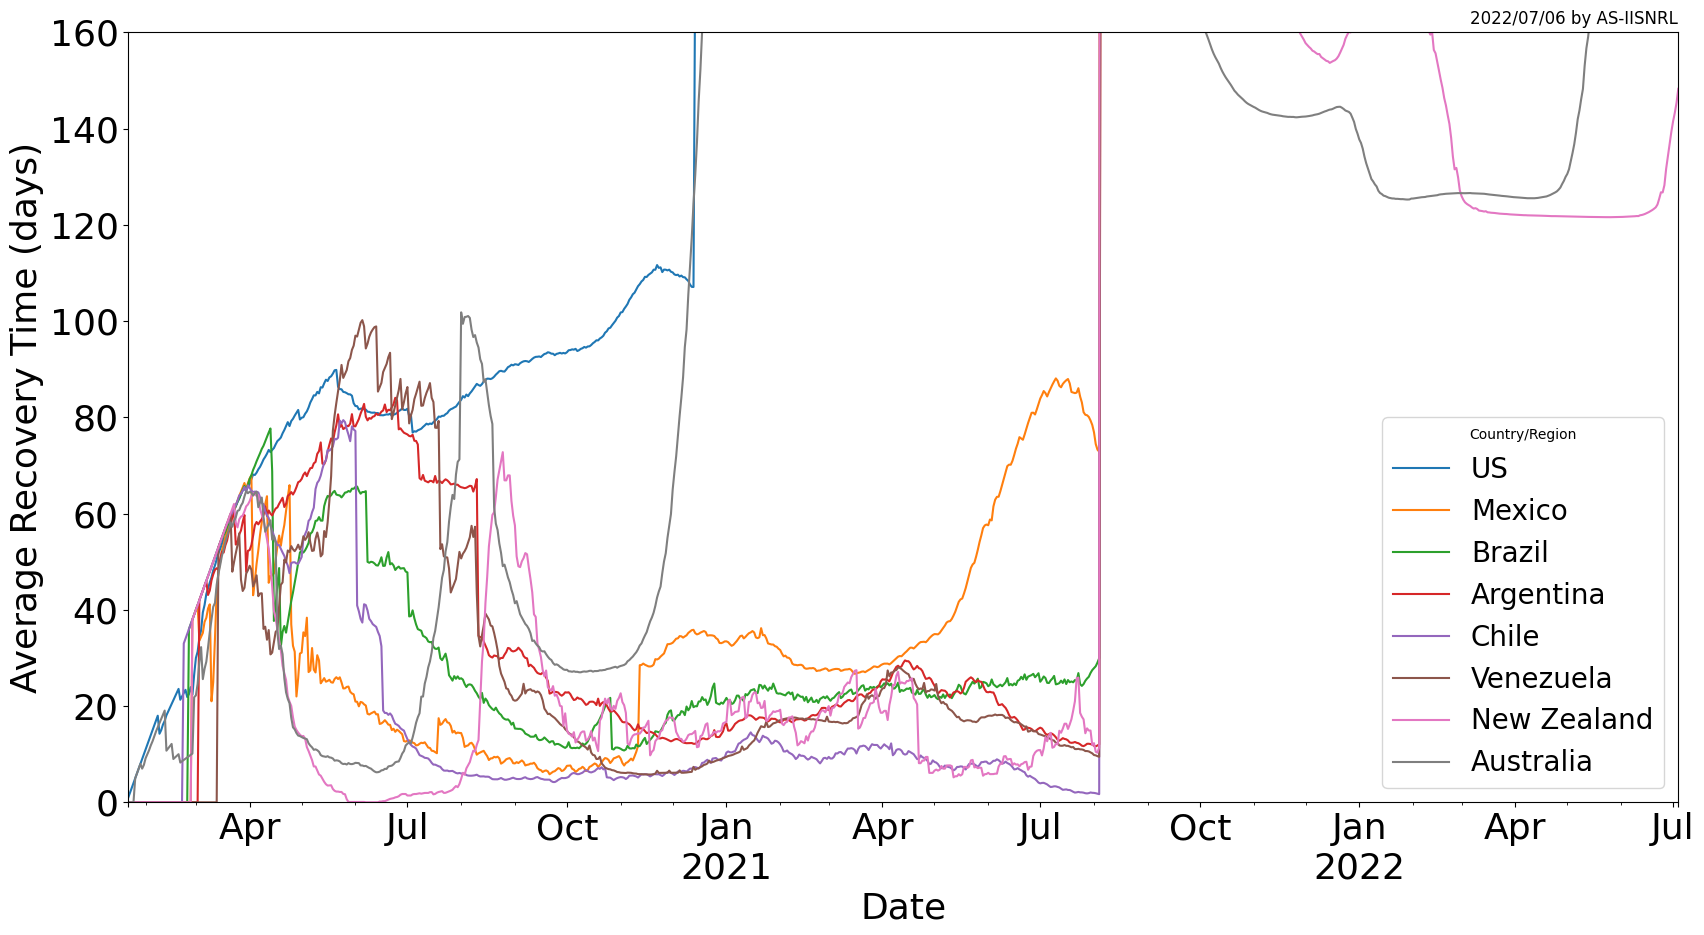 2022/07/06 by AS-IISNRL
160
140
120
100
80
60
40
20
0
Average Recovery Time (days)
Country/Region
US
Mexico
Brazil
Argentina
Chile
Venezuela
New Zealand
Australia
Apr Jul Oct Jan Apr Jul Oct Jan Apr Jul
2021 2022
Date